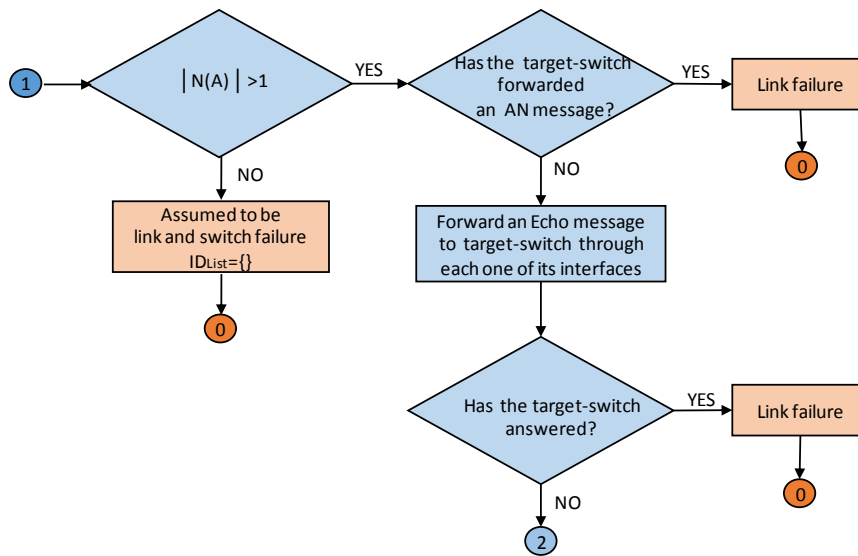 1
| N(A) | >1
YES
Has the target-switch
forwarded
an AN message?
YES
Link failure
0
NO
Assumed to be
link and switch failure
IDList={}
0
NO
Forward an Echo message
to target-switch through
each one of its interfaces
Has the target-switch
answered?
YES
Link failure
0
NO
2